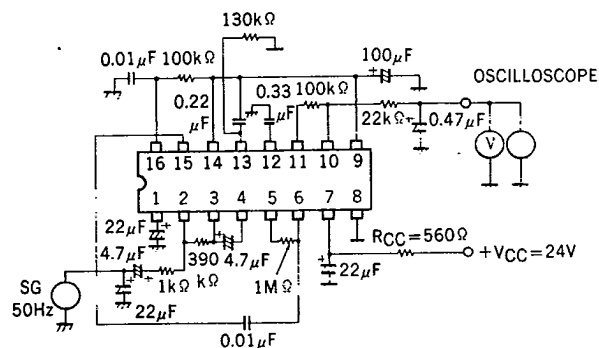 130kΩ
0.01μF 100kΩ
100μF
OSCILLOSCOPE
0.22
μF
0.33
μF
100kΩ
22kΩ
0.47μF
V
16 15 14 13 12 11 10 9
1 2 3 4 5 6 7 8
22μF
4.7μF
SG
50Hz
1kΩ
22μF
390
kΩ
4.7μF
1MΩ
0.01μF
22μF
RCC=560Ω
+VCC=24V